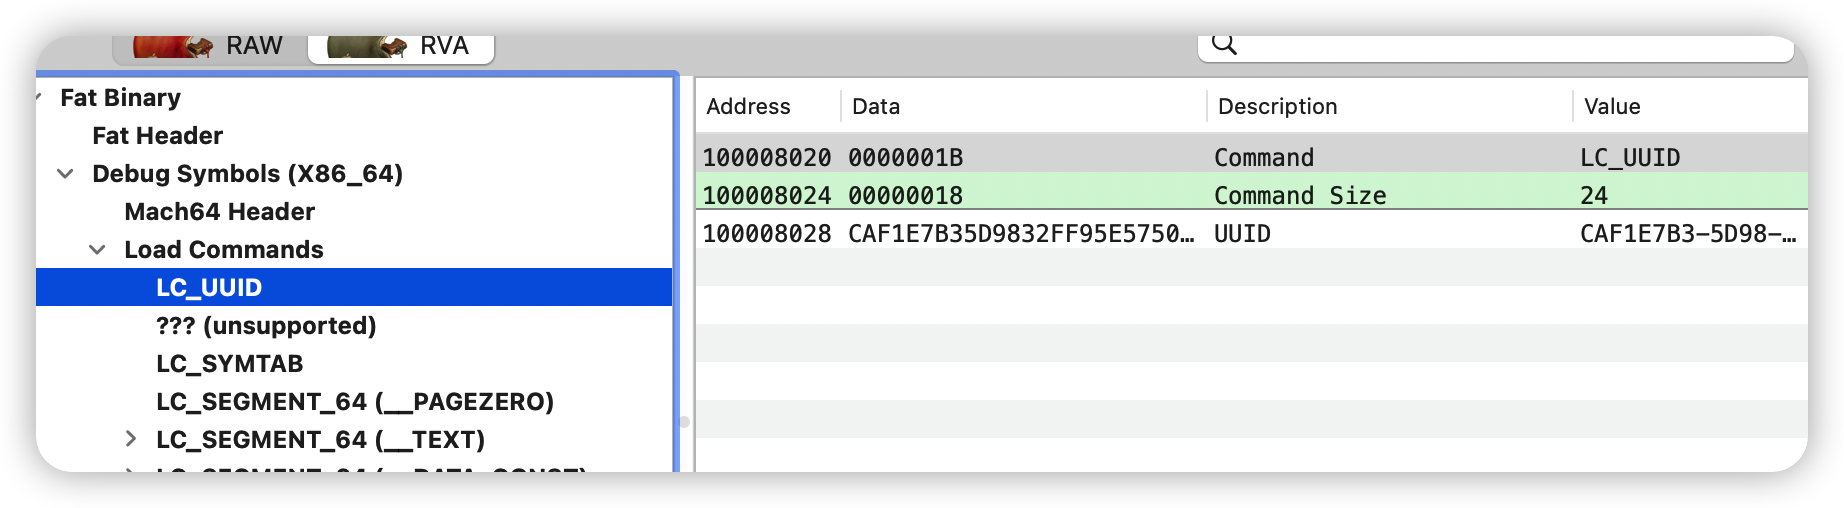 RAW RVA
Fat Binary
Fat Header
Debug Symbols (X86_64)
Mach64 Header
Load Commands
LC_UUID
??? (unsupported)
LC_SYMTAB
LC_SEGMENT_64 (__PAGEZERO)
LC_SEGMENT_64 (__TEXT)
LC_SEGMENT_64 (__DATA_CONST)
Address Data Description Value
100008020 0000001B Command LC_UUID
100008024 00000018 Command Size 24
100008028 CAF1E7B35D9832FF95E5750… UUID CAF1E7B3-5D98-…